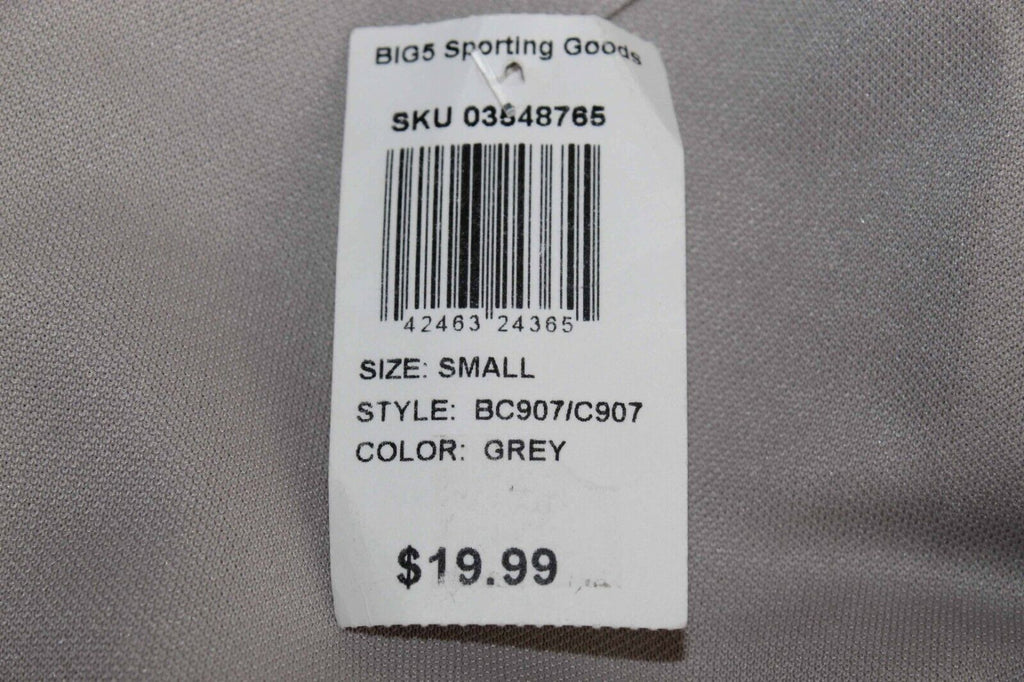 BIG5 Sporting Goods
SKU 03548765
42463 24365
SIZE: SMALL
STYLE: BC907/C907
COLOR: GREY
$19.99